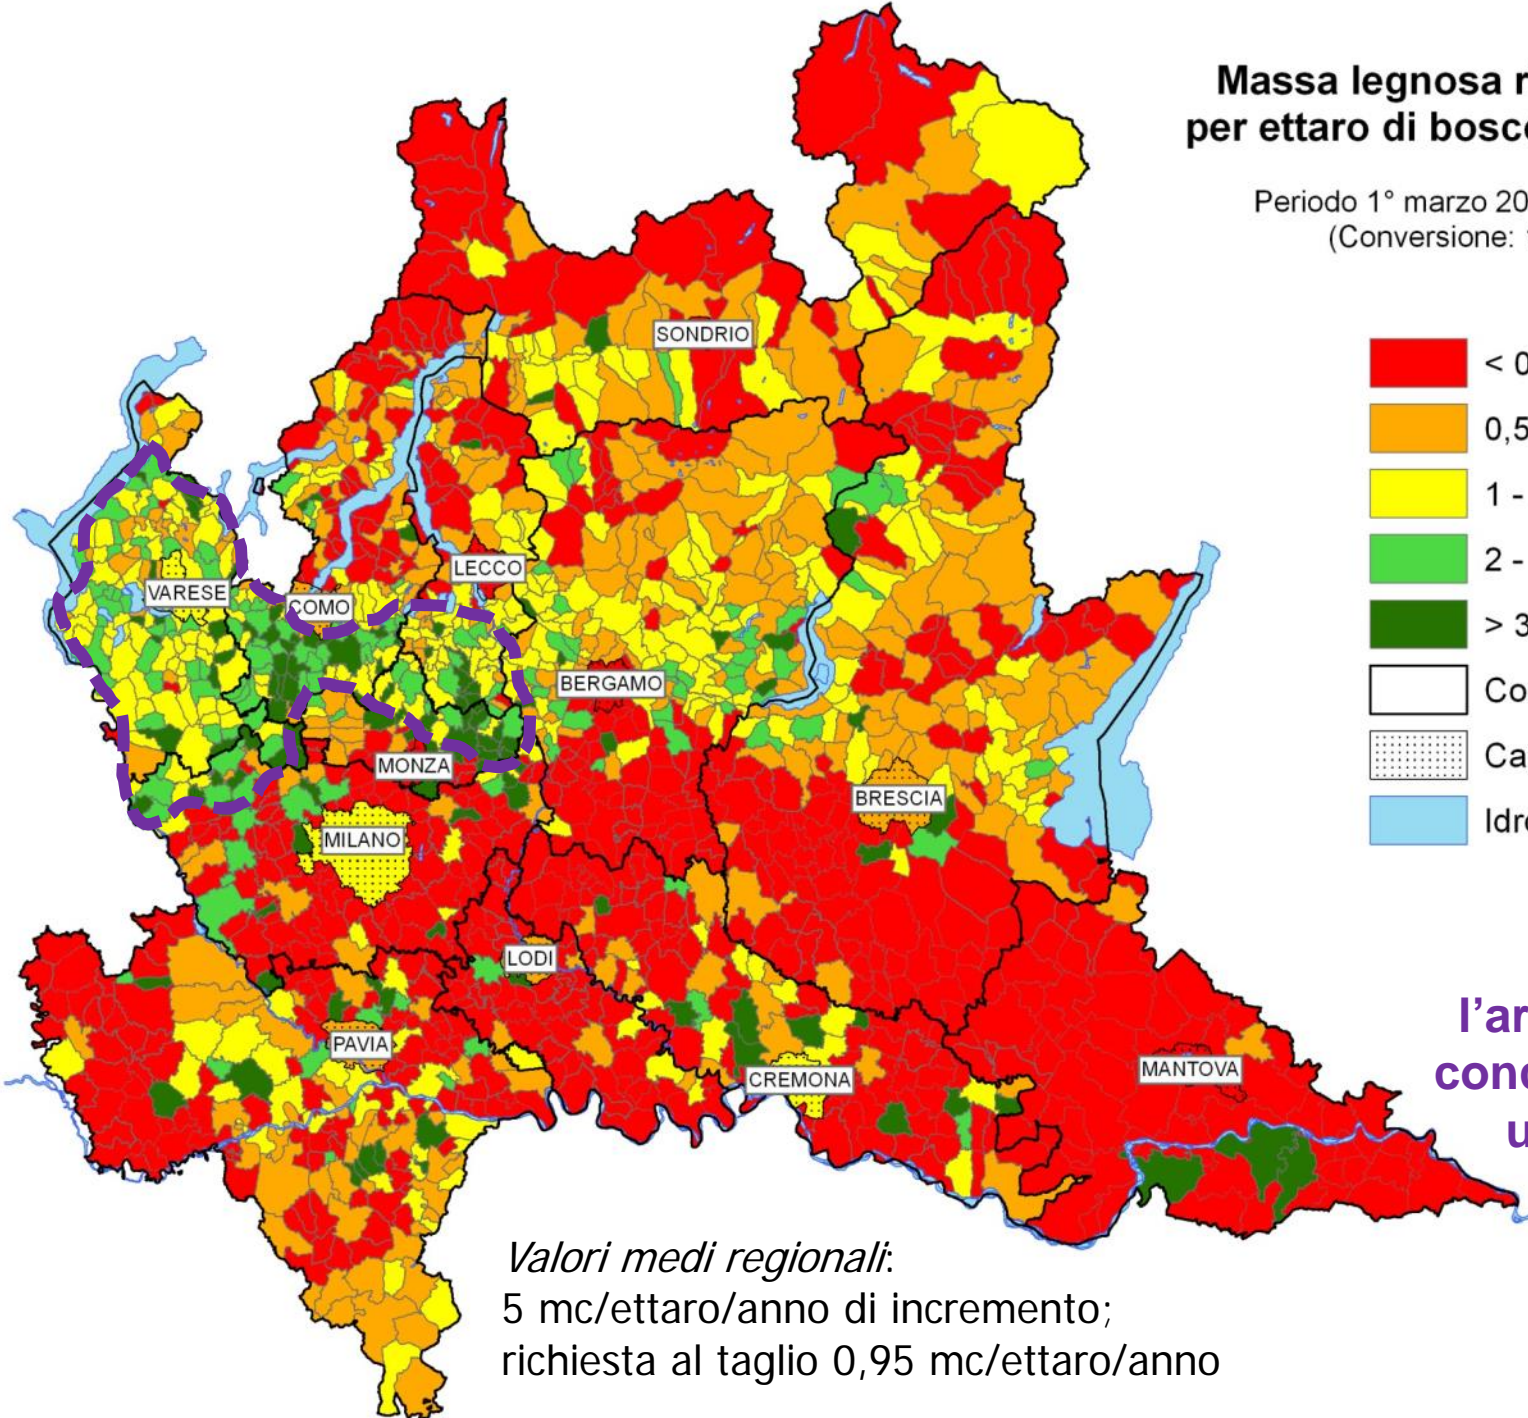 Massa legnosa r
per ettaro di bosc
Periodo 1° marzo 20
(Conversione:
< 0
0,5
1 -
2 -
> 3
Co
Ca
Idr
SONDRIO
LECCO
VARESE
COMO
BERGAMO
MONZA
BRESCIA
MILANO
LODI
PAVIA
CREMONA
MANTOVA
l'ar
conc
u
Valori medi regionali:
5 mc/ettaro/anno di incremento;
richiesta al taglio 0,95 mc/ettaro/anno